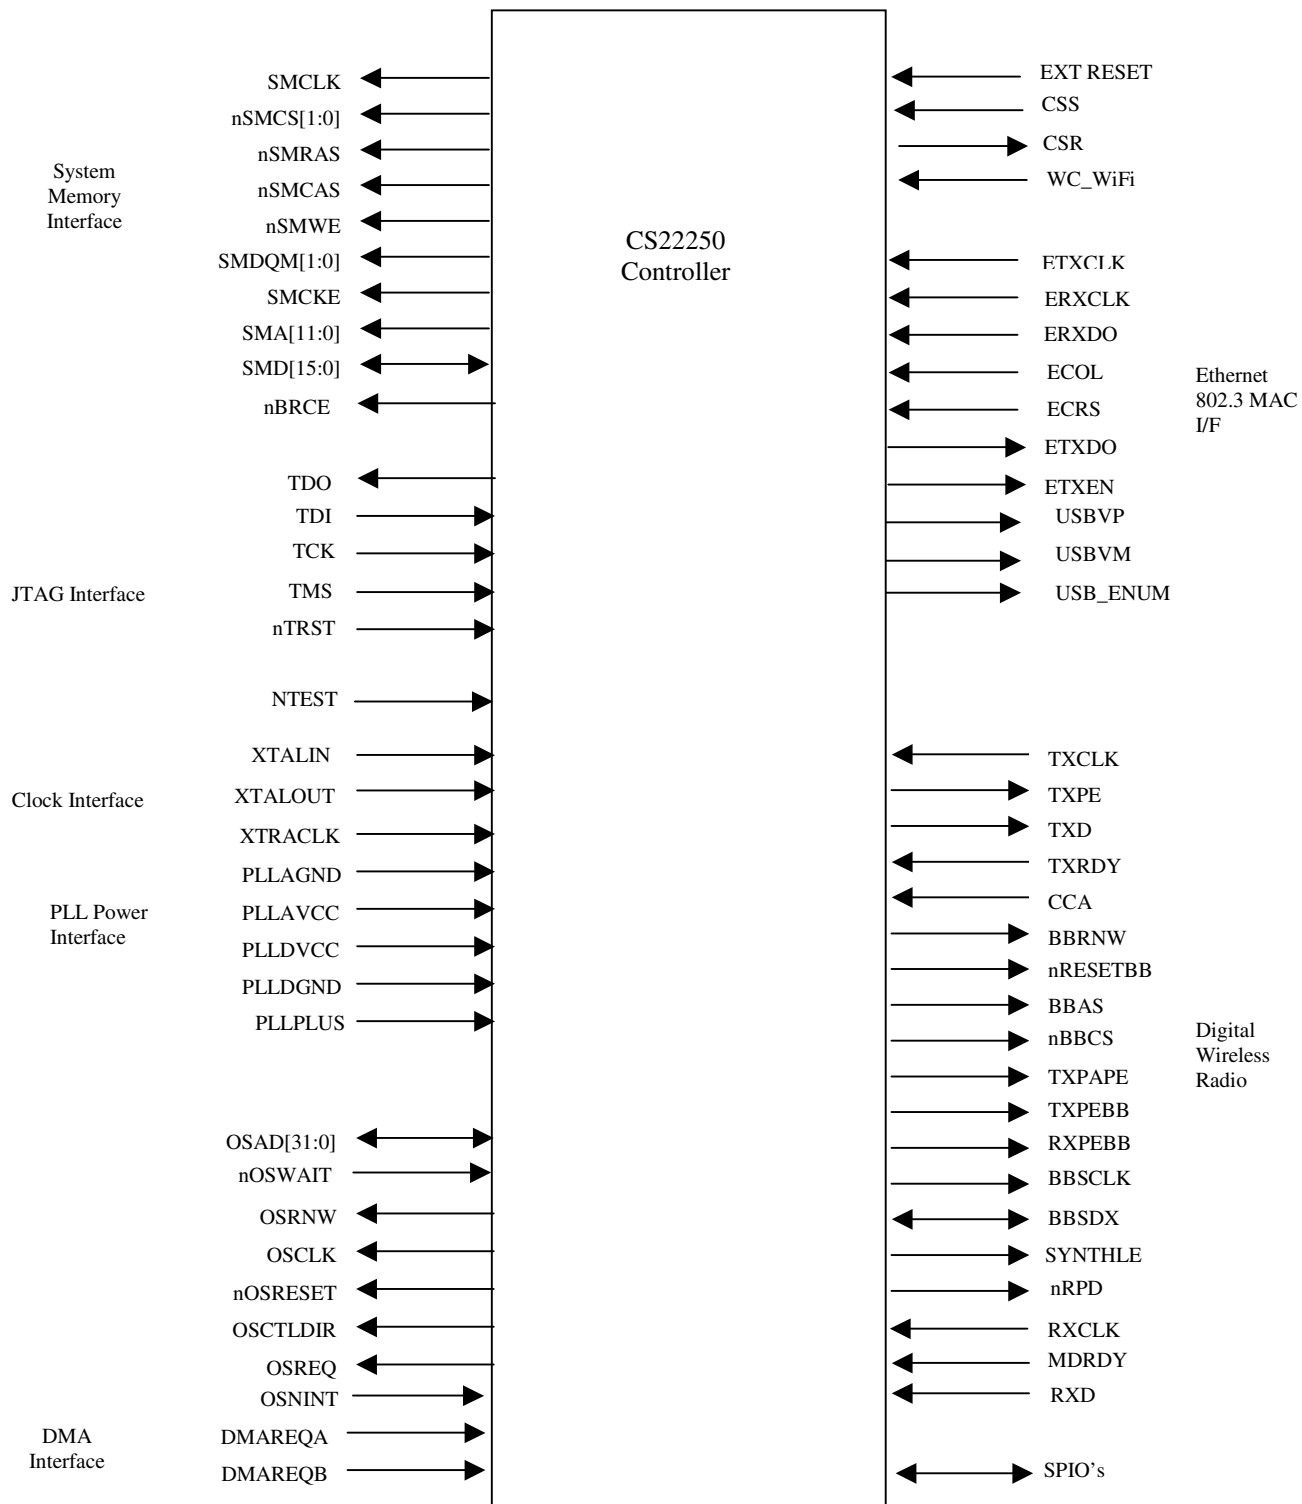 SMCLK
nSMCS[1:0]
nSMRAS
nSMCAS
nSMWE
SMDQM[1:0]
SMCKE
SMA[11:0]
SMD[15:0]
nBRCE
System
Memory
Interface
TDO
TDI
TCK
TMS
nTRST
JTAG Interface
NTEST
XTALIN
XTALOUT
XTRACLK
Clock Interface
PLLAGND
PLLAVCC
PLLDVCC
PLLDGND
PLLPLUS
PLL Power
Interface
OSAD[31:0]
nOSWAIT
OSRNW
OSCLK
nOSRESET
OSCTLDIR
OSREQ
OSNINT
DMAREQA
DMAREQB
DMA
Interface
CS22250
Controller
EXT RESET
CSS
CSR
WC_WiFi
ETXCLK
ERXCLK
ERXDO
ECOL
ECRS
ETXDO
ETXEN
USBVP
USBVM
USB_ENUM
Ethernet
802.3 MAC
I/F
TXCLK
TXPE
TXD
TXRDY
CCA
BBRNW
nRESETBB
BBAS
nBBCS
TXPAPE
TXPEBB
RXPEBB
BBSCLK
BBSDX
SYNTHLE
nRPD
RXCLK
MDRDY
RXD
Digital
Wireless
Radio
SPIO's